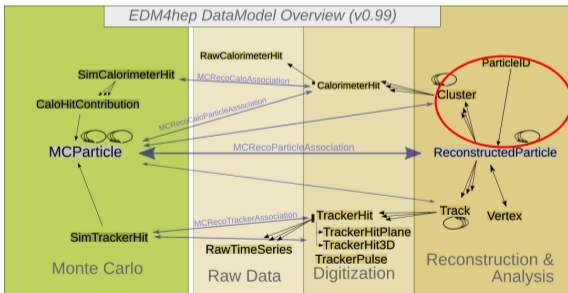 EDM4hep DataModel Overview (v0.99)
RawCalorimeterHit
ParticleID
SimCalorimeterHit
MCRecoCaloAssociation
CalorimeterHit
Cluster
CaloHitContribution
MCRecoCaloParticleAssociation
MCParticle
MCRecoParticleAssociation
ReconstructedParticle
MCRecoTrackerAssociation
TrackerHit
Track
Vertex
SimTrackerHit
TrackerHitPlane
RawTimeSeries
TrackerHit3D
TrackerPulse
Monte Carlo
Raw Data
Digitization
Reconstruction &
Analysis